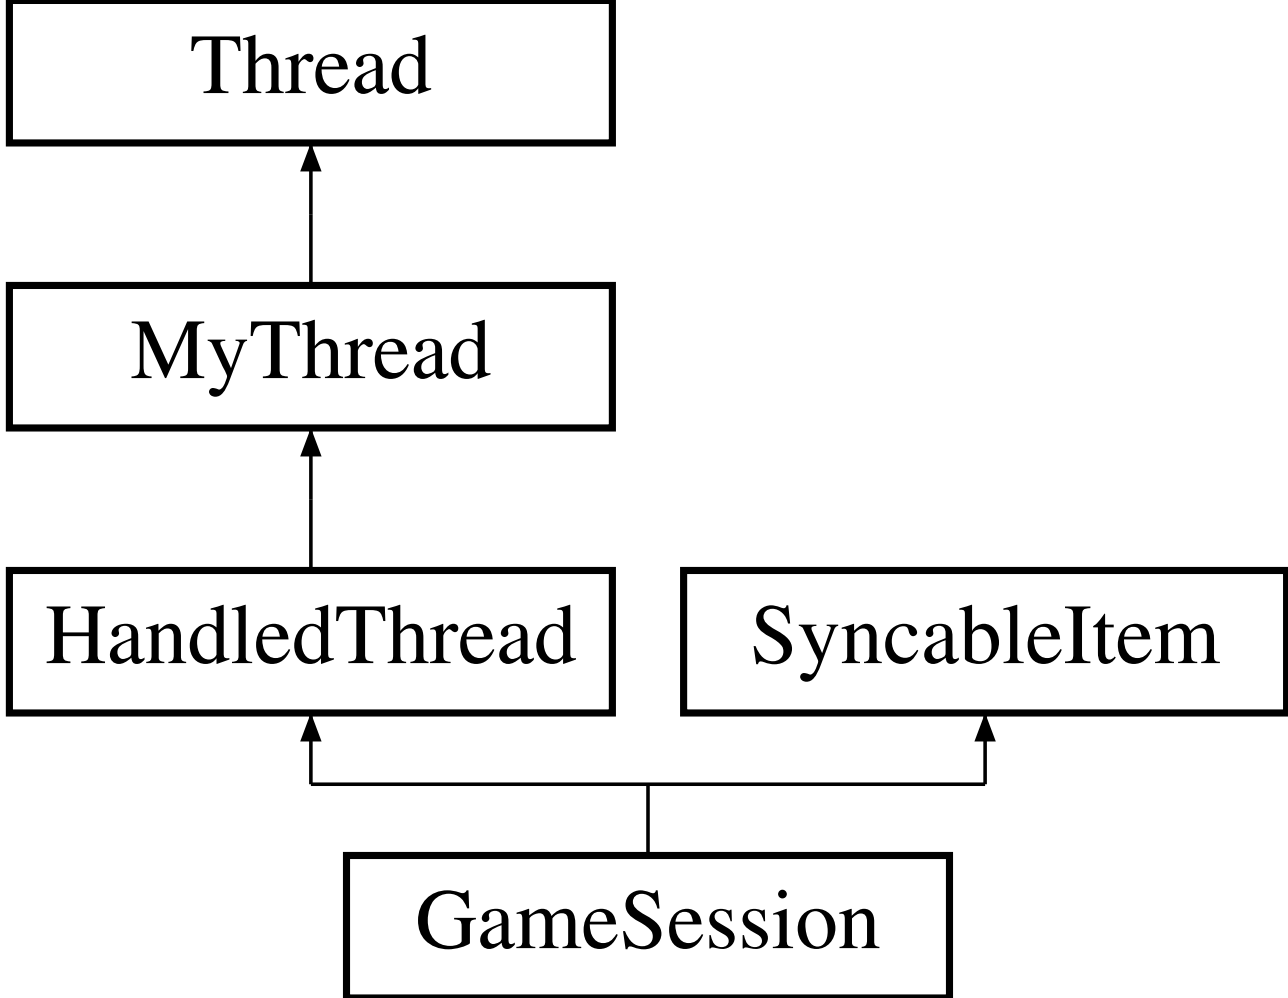 Thread
MyThread
HandledThread
SyncableItem
GameSession